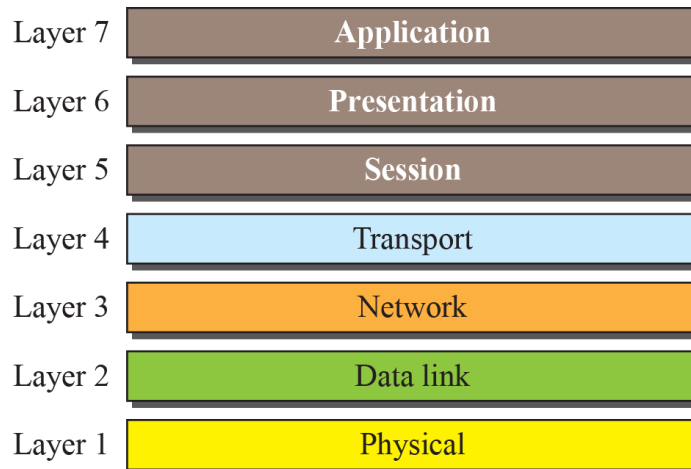 Layer 7 Application
Layer 6 Presentation
Layer 5 Session
Layer 4 Transport
Layer 3 Network
Layer 2 Data link
Layer 1 Physical